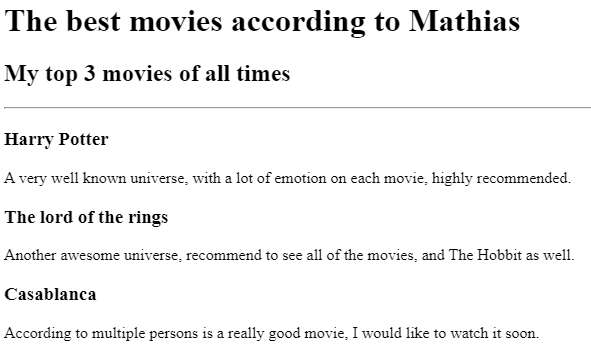 The best movies according to Mathias
My top 3 movies of all times
Harry Potter
A very well known universe, with a lot of emotion on each movie, highly recommended.
The lord of the rings
Another awesome universe, recommend to see all of the movies, and The Hobbit as well.
Casablanca
According to multiple persons is a really good movie, I would like to watch it soon.